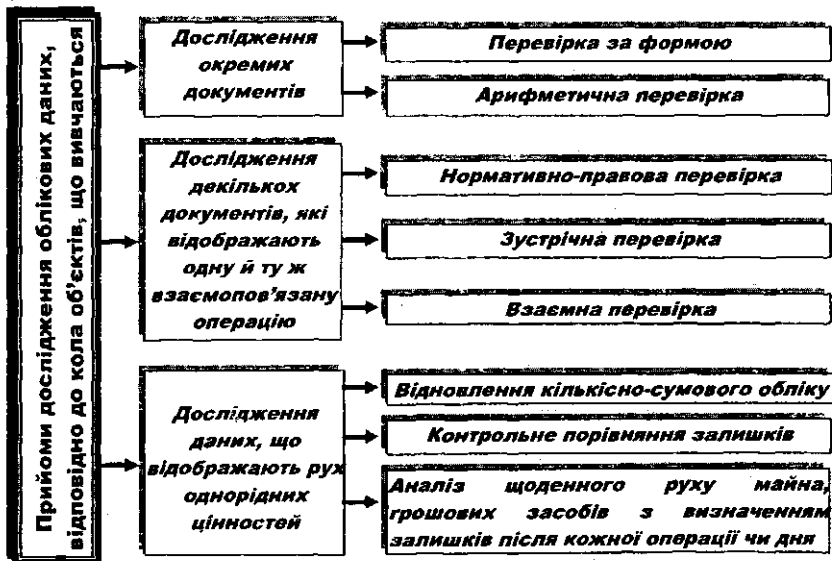 Прийоми дослідження облікових даних,
відповідно до кола об'єктів, що вивчаються
Дослідження
окремих
документів
Перевірка за формою
Арифметична перевірка
Дослідження
декількох
документів, які
відображають
одну й ту ж
взаємопов'язану
операцію
Нормативно-правова перевірка
Зустрічна перевірка
Взаємна перевірка
Дослідження
даних, що
відображають рух
однорідних
цінностей
Відновлення кількісно-сумового обліку
Контрольне порівняння залишків
Аналіз щоденного руху майна,
грошових засобів з визначенням
залишків після кожної операції чи дня